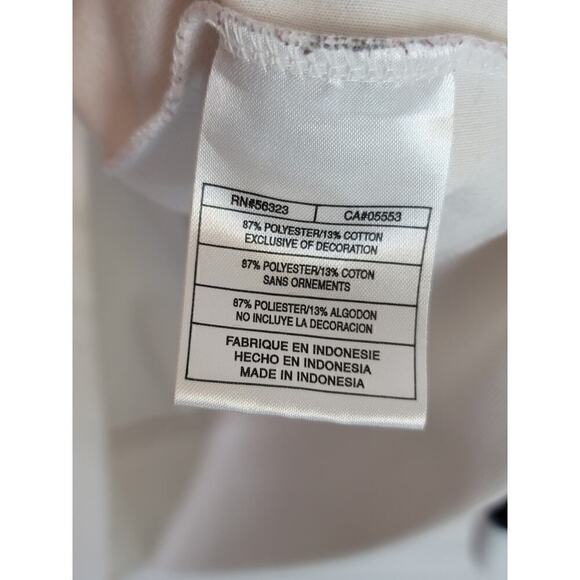 RN#56323 CA#05553
87% POLYESTER/13% COTTON
EXCLUSIVE OF DECORATION
87% POLYESTER/13% COTON
SANS ORNEMENTS
87% POLIESTER/13% ALGODON
NO INCLUYE LA DECORACION
FABRIQUE EN INDONESIE
HECHO EN INDONESIA
MADE IN INDONESIA